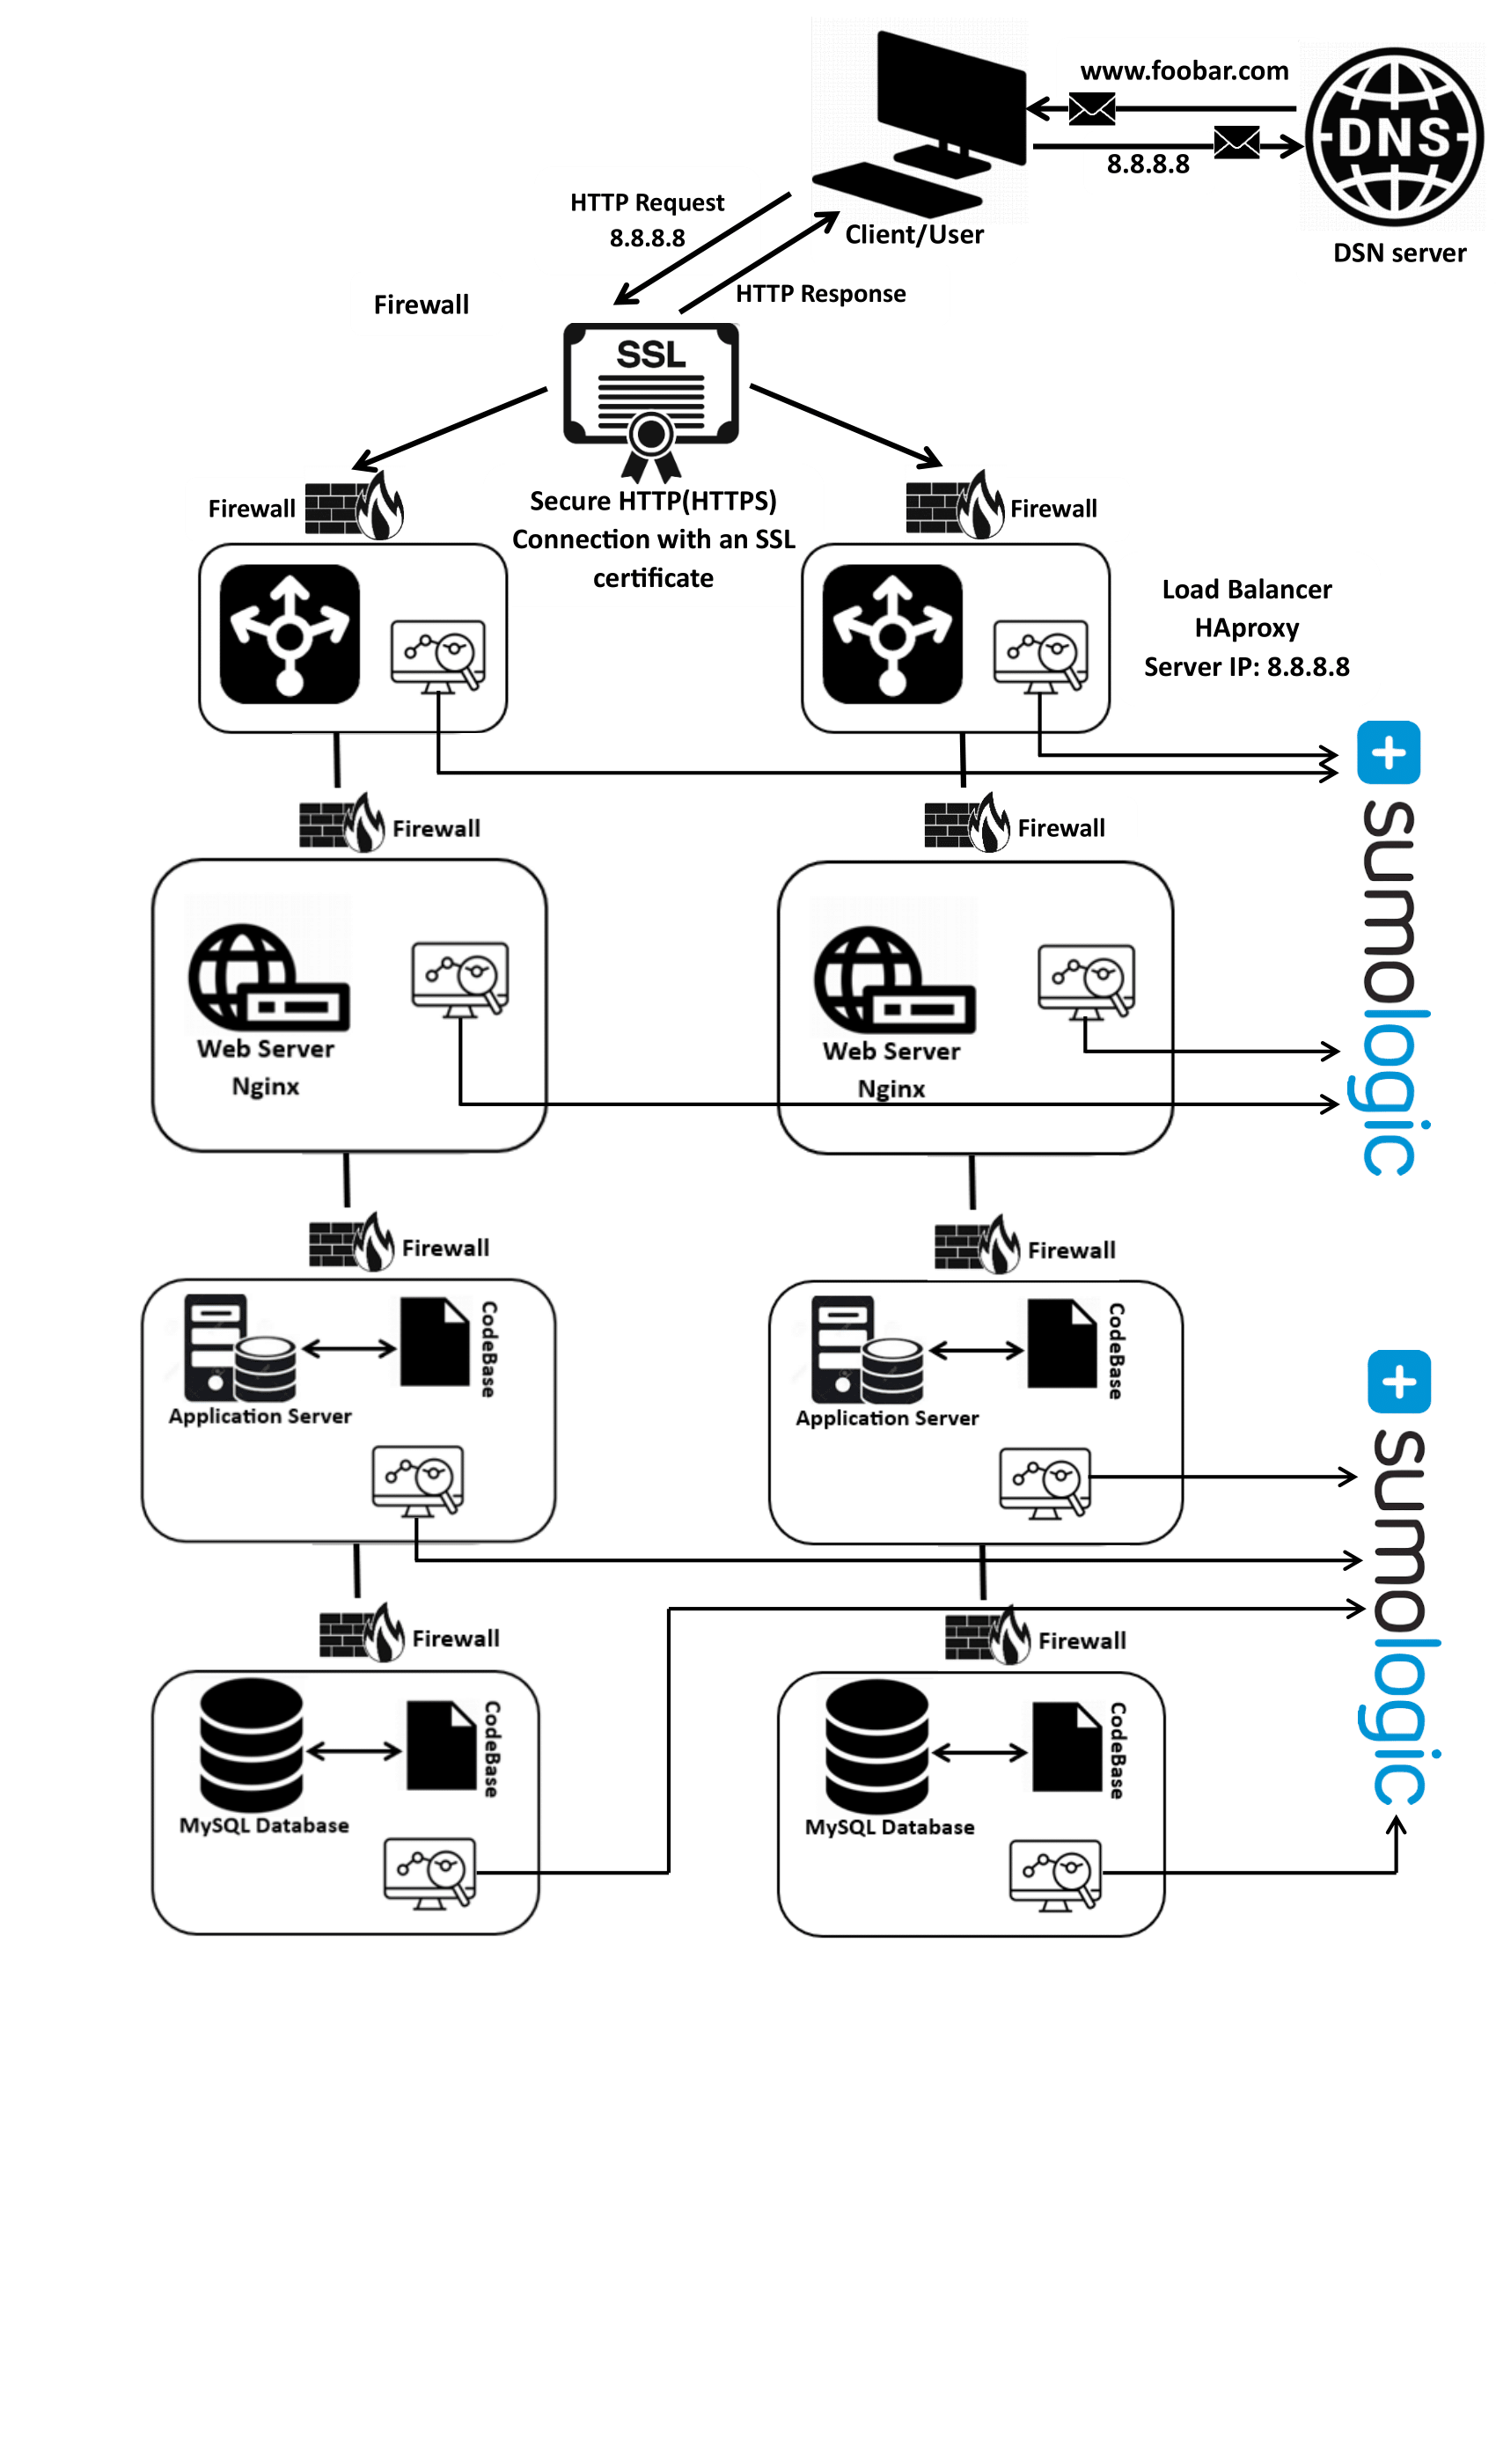 www.foobar.com
DNS
8.8.8.8
HTTP Request
8.8.8.8
Client/User
DSN server
HTTP Response
Firewall
SSL
Firewall
Secure HTTP(HTTPS)
Connection with an SSL
certificate
Firewall
Load Balancer
HAproxy
Server IP: 8.8.8.8
sumologic
Firewall
Firewall
Web Server
Nginx
Web Server
Nginx
Firewall
Firewall
CodeBase
Application Server
CodeBase
Application Server
sumologic
Firewall
Firewall
CodeBase
MySQL Database
CodeBase
MySQL Database